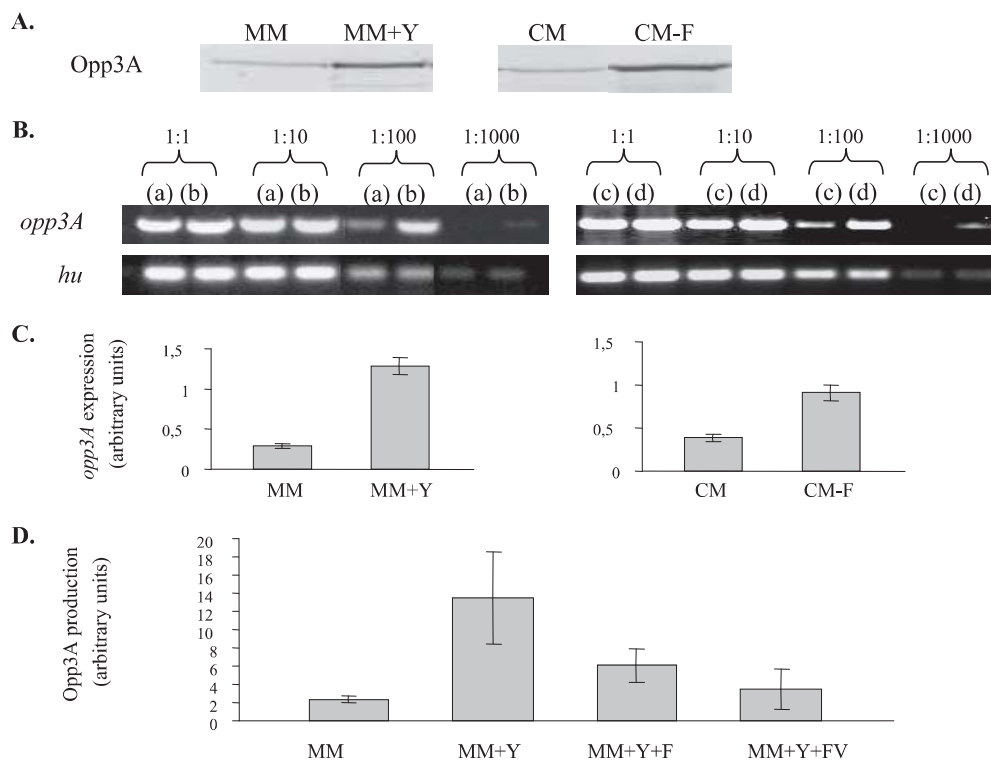 A.
MM MM+Y CM CM-F
Opp3A
B.
1:1 1:10 1:100 1:1000 1:1 1:10 1:100 1:1000
(a) (b) (a) (b) (a) (b) (a) (b) (c) (d) (c) (d) (c) (d) (c) (d)
opp3A
hu
C.
opp3A expression
(arbitrary units)
1,5
1
0,5
0
MM MM+Y
1,5
1
0,5
0
CM CM-F
D.
Opp3A production
(arbitrary units)
20
18
16
14
12
10
8
6
4
2
0
MM MM+Y MM+Y+F MM+Y+FV